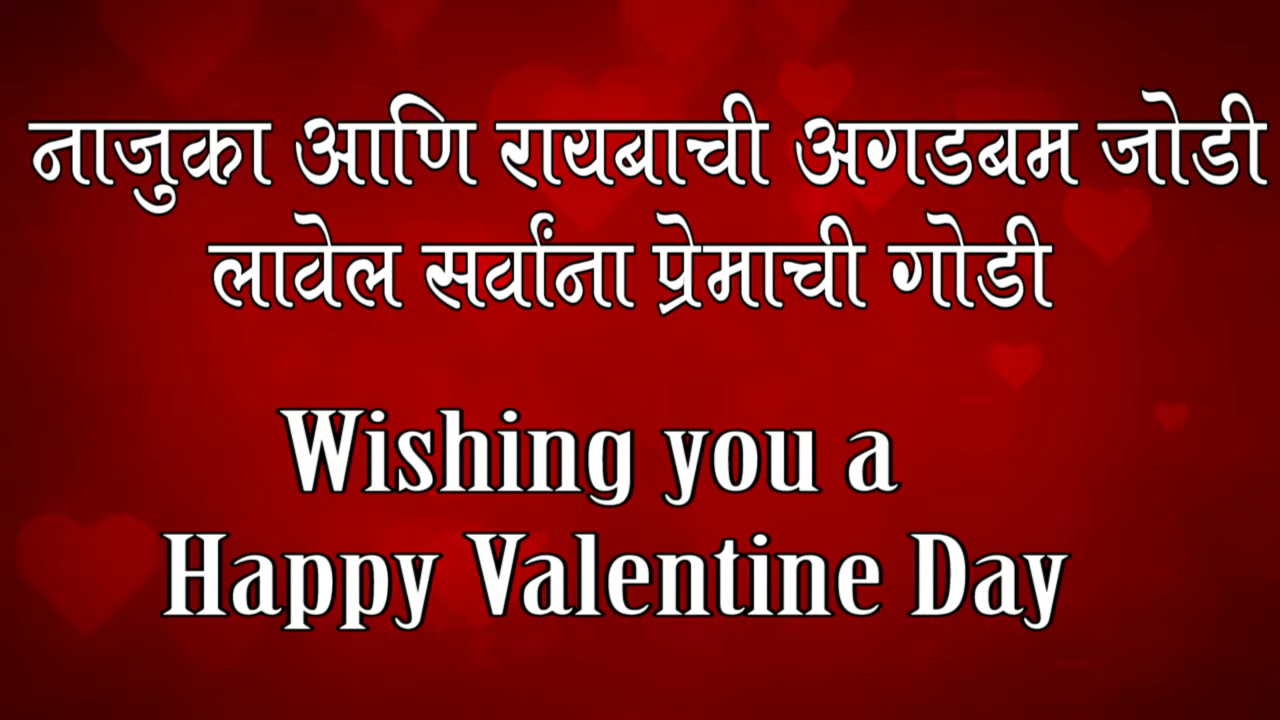 नाजुका आणि रायबाची अगडबम जोडी
लावेल सर्वांना प्रेमाची गोडी
Wishing you a
Happy Valentine Day